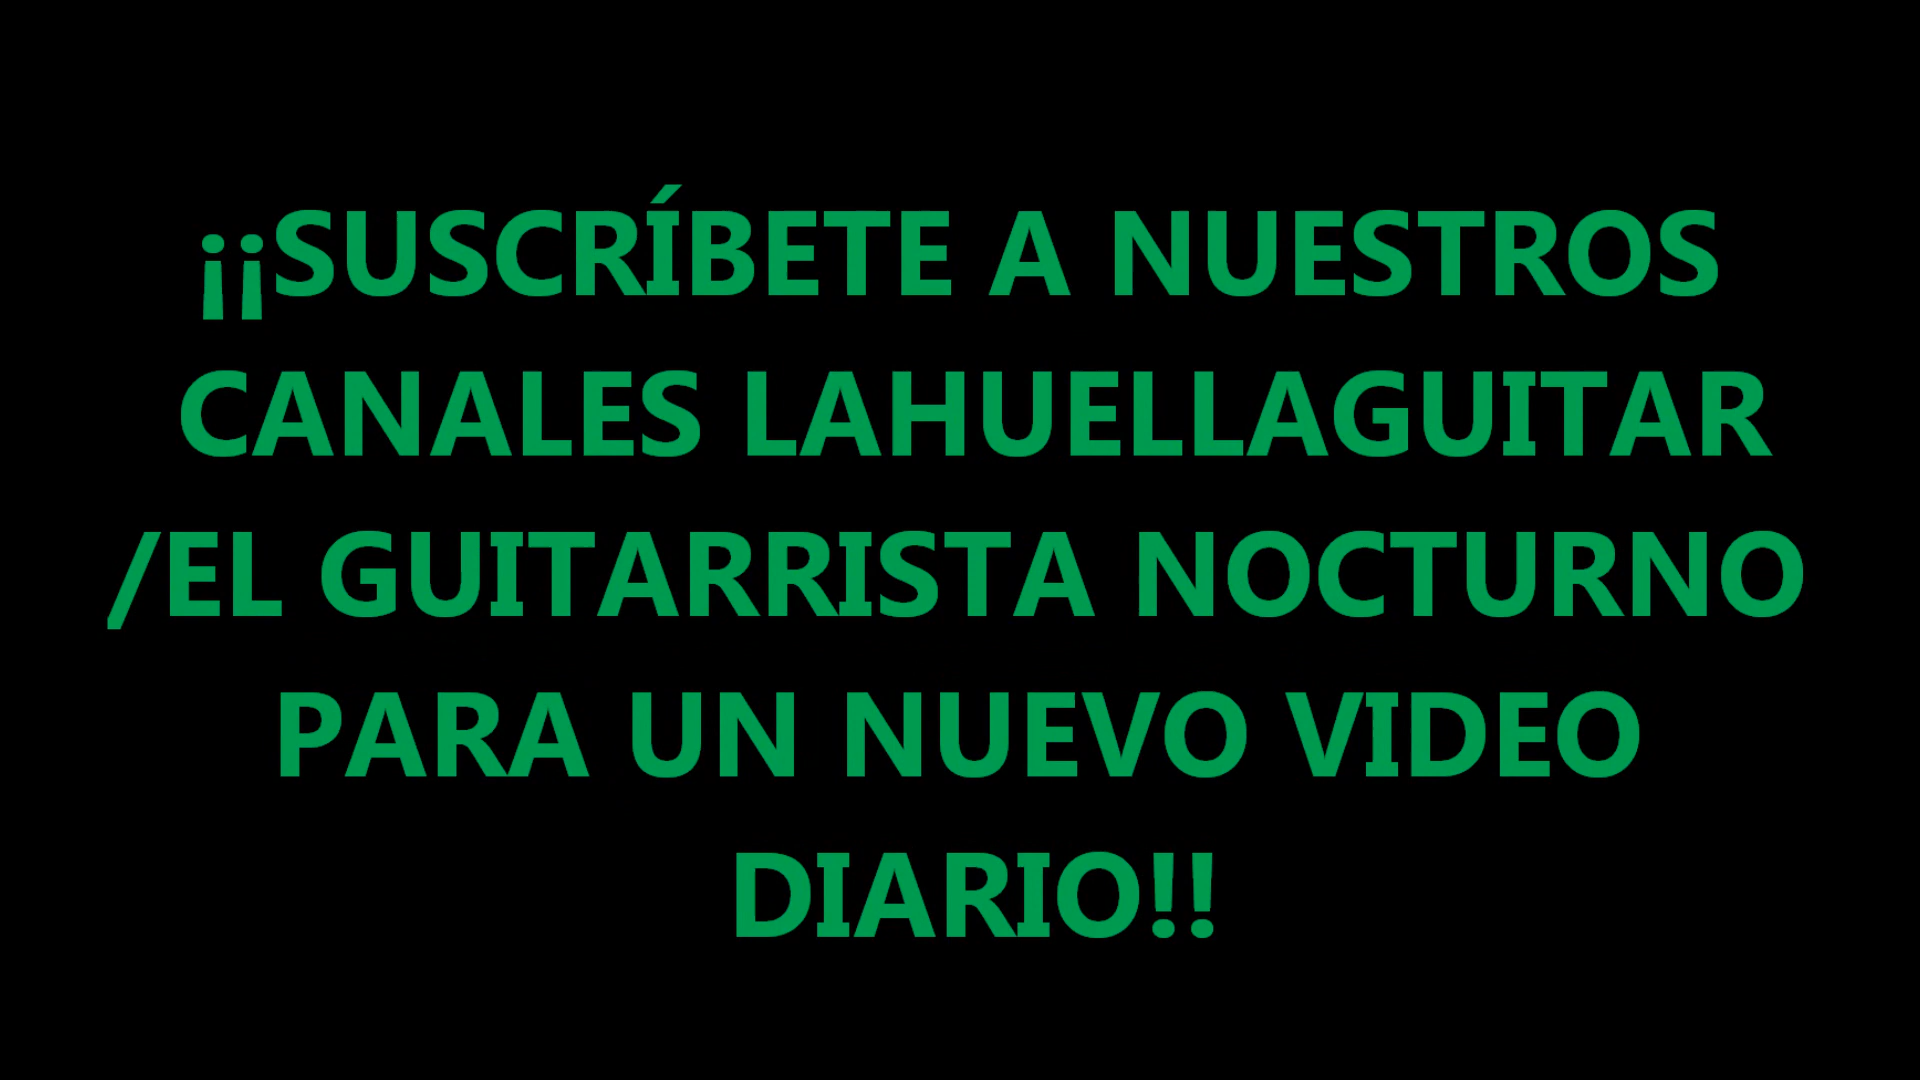 ¡¡SUSCRÍBETE A NUESTROS
CANALES LAHUELLAGUITAR
/EL GUITARRISTA NOCTURNO
PARA UN NUEVO VIDEO
DIARIO!!